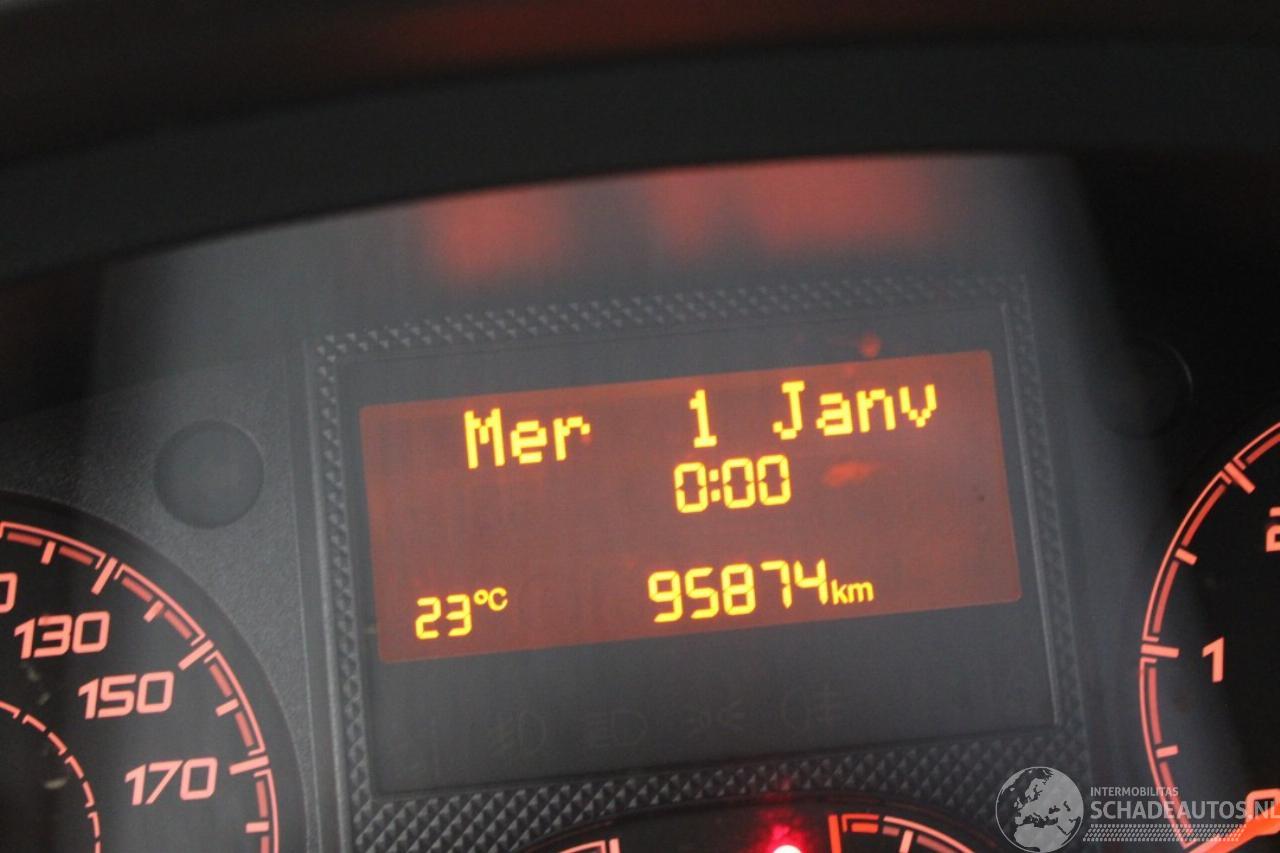 Mer 1 Janv
0:00
23°C 95874km
130
150
170
1
INTERMOBILITAS
SCHADEAUTOS.NL